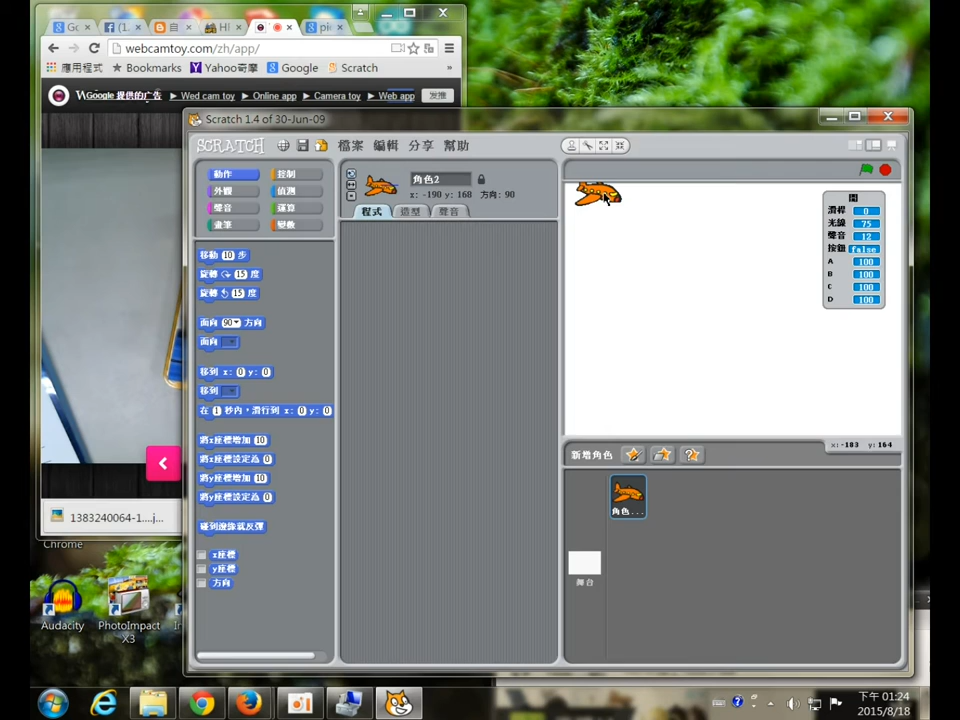 Go
(1.
自
HI
pi
webcamtoy.com/zh/app/
應用程式
Bookmarks
Yahoo奇摩
Google
Scratch
»
Google 提供的广告
Wed cam toy
Online app
Camera toy
Web app
发推
Scratch 1.4 of 30-Jun-09
SCRATCH
檔案 編輯 分享 幫助
動作 控制
外觀 偵測
聲音 運算
畫筆 變數
角色2
x: -190 y: 168 方向: 90
程式 造型 聲音
移動 10 步
旋轉 15 度
旋轉 15 度
面向 90 方向
面向
移到 x: 0 y: 0
移到
在 1 秒內，滑行到 x: 0 y: 0
將x座標增加 10
將x座標設定為 0
將y座標增加 10
將y座標設定為 0
碰到邊緣就反彈
x座標
y座標
方向
滑桿 0
光線 75
聲音 12
按鈕 false
A 100
B 100
C 100
D 100
x: -183 y: 164
新增角色
角色...
舞台
1383240064-1....j...
Chrome
Audacity
PhotoImpact
X3
下午 01:24
2015/8/18